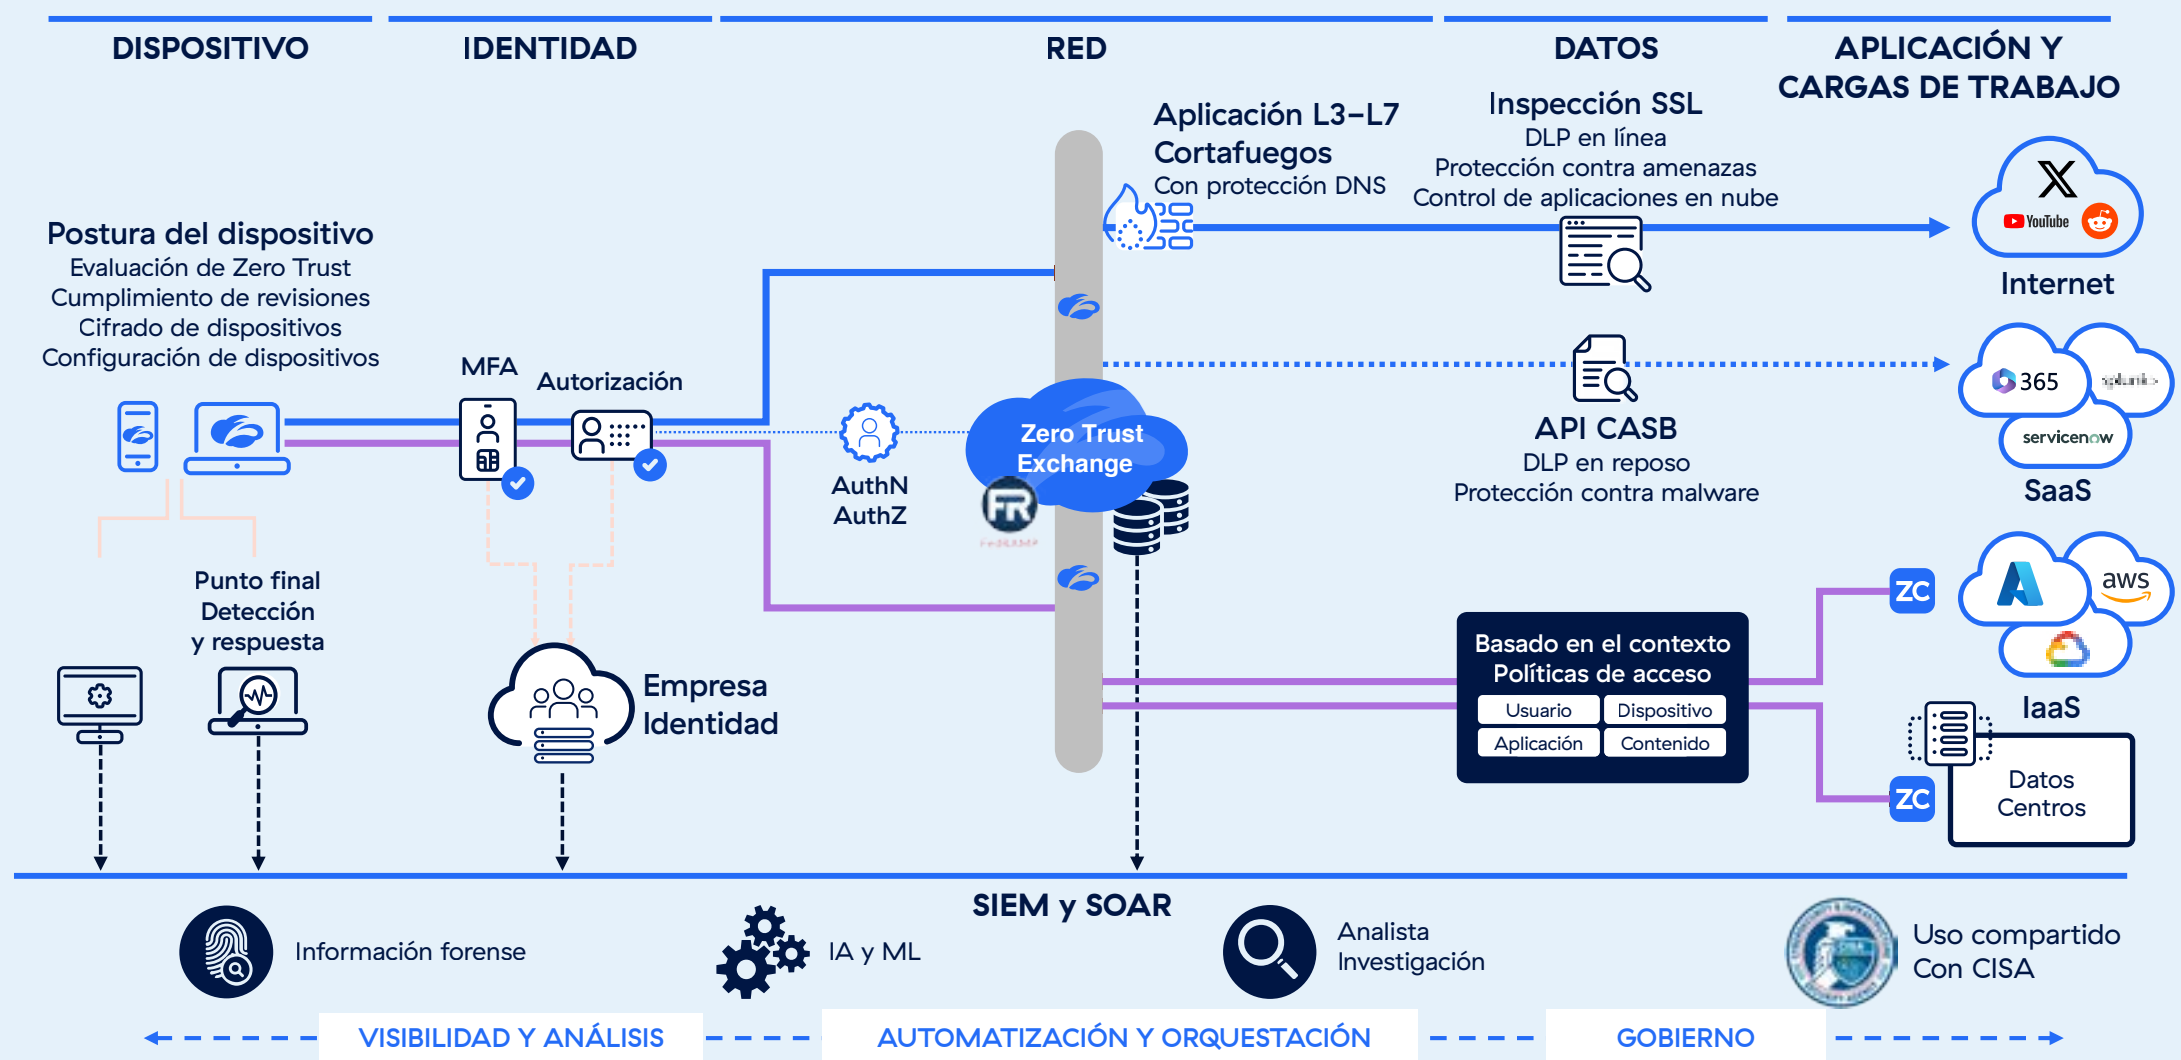 DISPOSITIVO
IDENTIDAD
RED
DATOS
APLICACIÓN Y
CARGAS DE TRABAJO
Postura del dispositivo
Evaluación de Zero Trust
Cumplimiento de revisiones
Cifrado de dispositivos
Configuración de dispositivos
MFA
Autorización
AuthN
AuthZ
Aplicación L3–L7
Cortafuegos
Con protección DNS
Inspección SSL
DLP en línea
Protección contra amenazas
Control de aplicaciones en nube
X
YouTube
Internet
Zero Trust
Exchange
FR
API CASB
DLP en reposo
Protección contra malware
365
splunk>
servicenow
SaaS
Punto final
Detección
y respuesta
Empresa
Identidad
Basado en el contexto
Políticas de acceso
Usuario
Dispositivo
Aplicación
Contenido
ZC
aws
IaaS
ZC
Datos
Centros
SIEM y SOAR
Información forense
IA y ML
Analista
Investigación
Uso compartido
Con CISA
VISIBILIDAD Y ANÁLISIS
AUTOMATIZACIÓN Y ORQUESTACIÓN
GOBIERNO